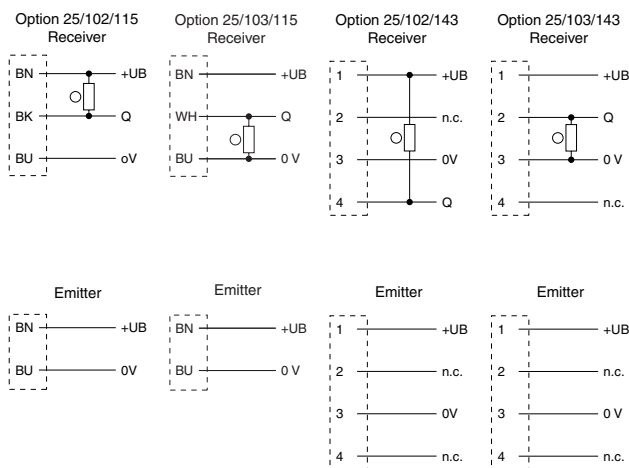 Option 25/102/115
Receiver
BN +UB
BK Q
BU oV
Option 25/103/115
Receiver
BN +UB
WH Q
BU 0 V
Option 25/102/143
Receiver
1 +UB
2 n.c.
3 0V
4 Q
Option 25/103/143
Receiver
1 +UB
2 Q
3 0 V
4 n.c.
Emitter
BN +UB
BU 0V
Emitter
BN +UB
BU 0 V
Emitter
1 +UB
2 n.c.
3 0V
4 n.c.
Emitter
1 +UB
2 n.c.
3 0 V
4 n.c.